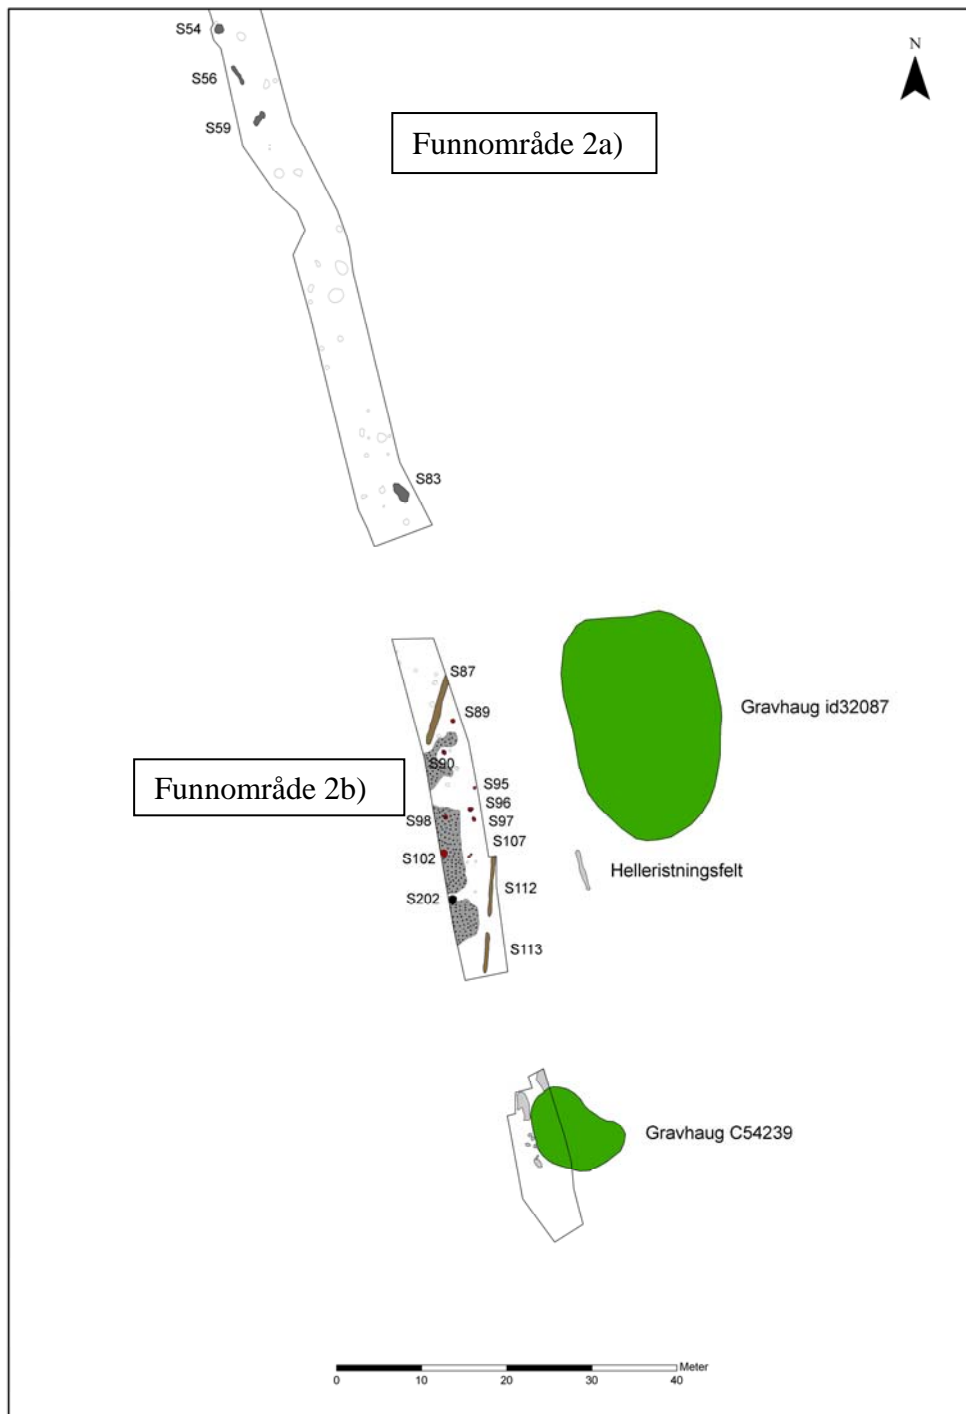 S54
N
S56
S59
Funnområde 2a)
S83
S87
Gravhaug id32087
S89
S90
Funnområde 2b)
S95
S96
S98
S97
S107
S102
Helleristningsfelt
S112
S202
S113
Gravhaug C54239
Meter
0 10 20 30 40